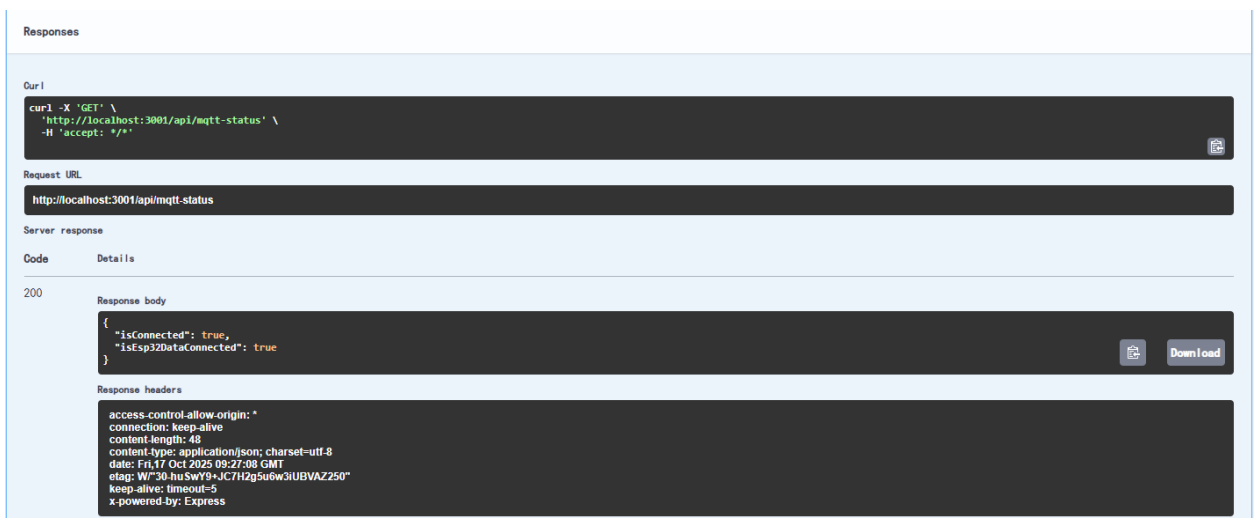 Responses
Curl
curl -X 'GET' \
'http://localhost:3001/api/mqtt-status' \
-H 'accept: */*'
Request URL
http://localhost:3001/api/mqtt-status
Server response
Code Details
200
Response body
{
"isConnected": true,
"isEsp32DataConnected": true
}
Download
Response headers
access-control-allow-origin: *
connection: keep-alive
content-length: 48
content-type: application/json; charset=utf-8
date: Fri,17 Oct 2025 09:27:08 GMT
etag: W/"30-huSwY9+JC7H2g5u6w3iUBVAZ250"
keep-alive: timeout=5
x-powered-by: Express